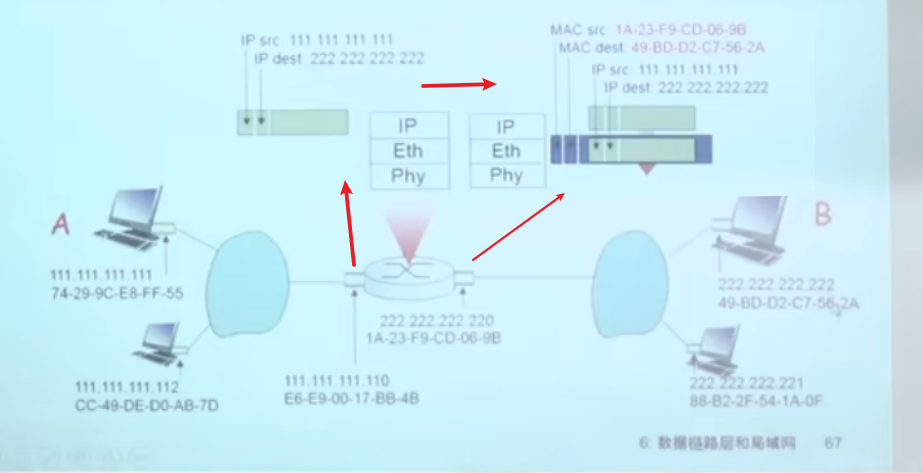 IP src: 111.111.111.111
IP dest: 222.222.222.222
MAC src: 1A-23-F9-CD-06-9B
MAC dest: 49-BD-D2-C7-56-2A
IP src: 111.111.111.111
IP dest: 222.222.222.222
IP
Eth
Phy
IP
Eth
Phy
A
B
111.111.111.111
74-29-9C-E8-FF-55
222.222.222.222
49-BD-D2-C7-56-2A
222.222.222.220
1A-23-F9-CD-06-9B
111.111.111.112
CC-49-DE-D0-AB-7D
111.111.111.110
E6-E9-00-17-BB-4B
222.222.222.221
88-B2-2F-54-1A-0F
6: 数据链路层和局域网 67